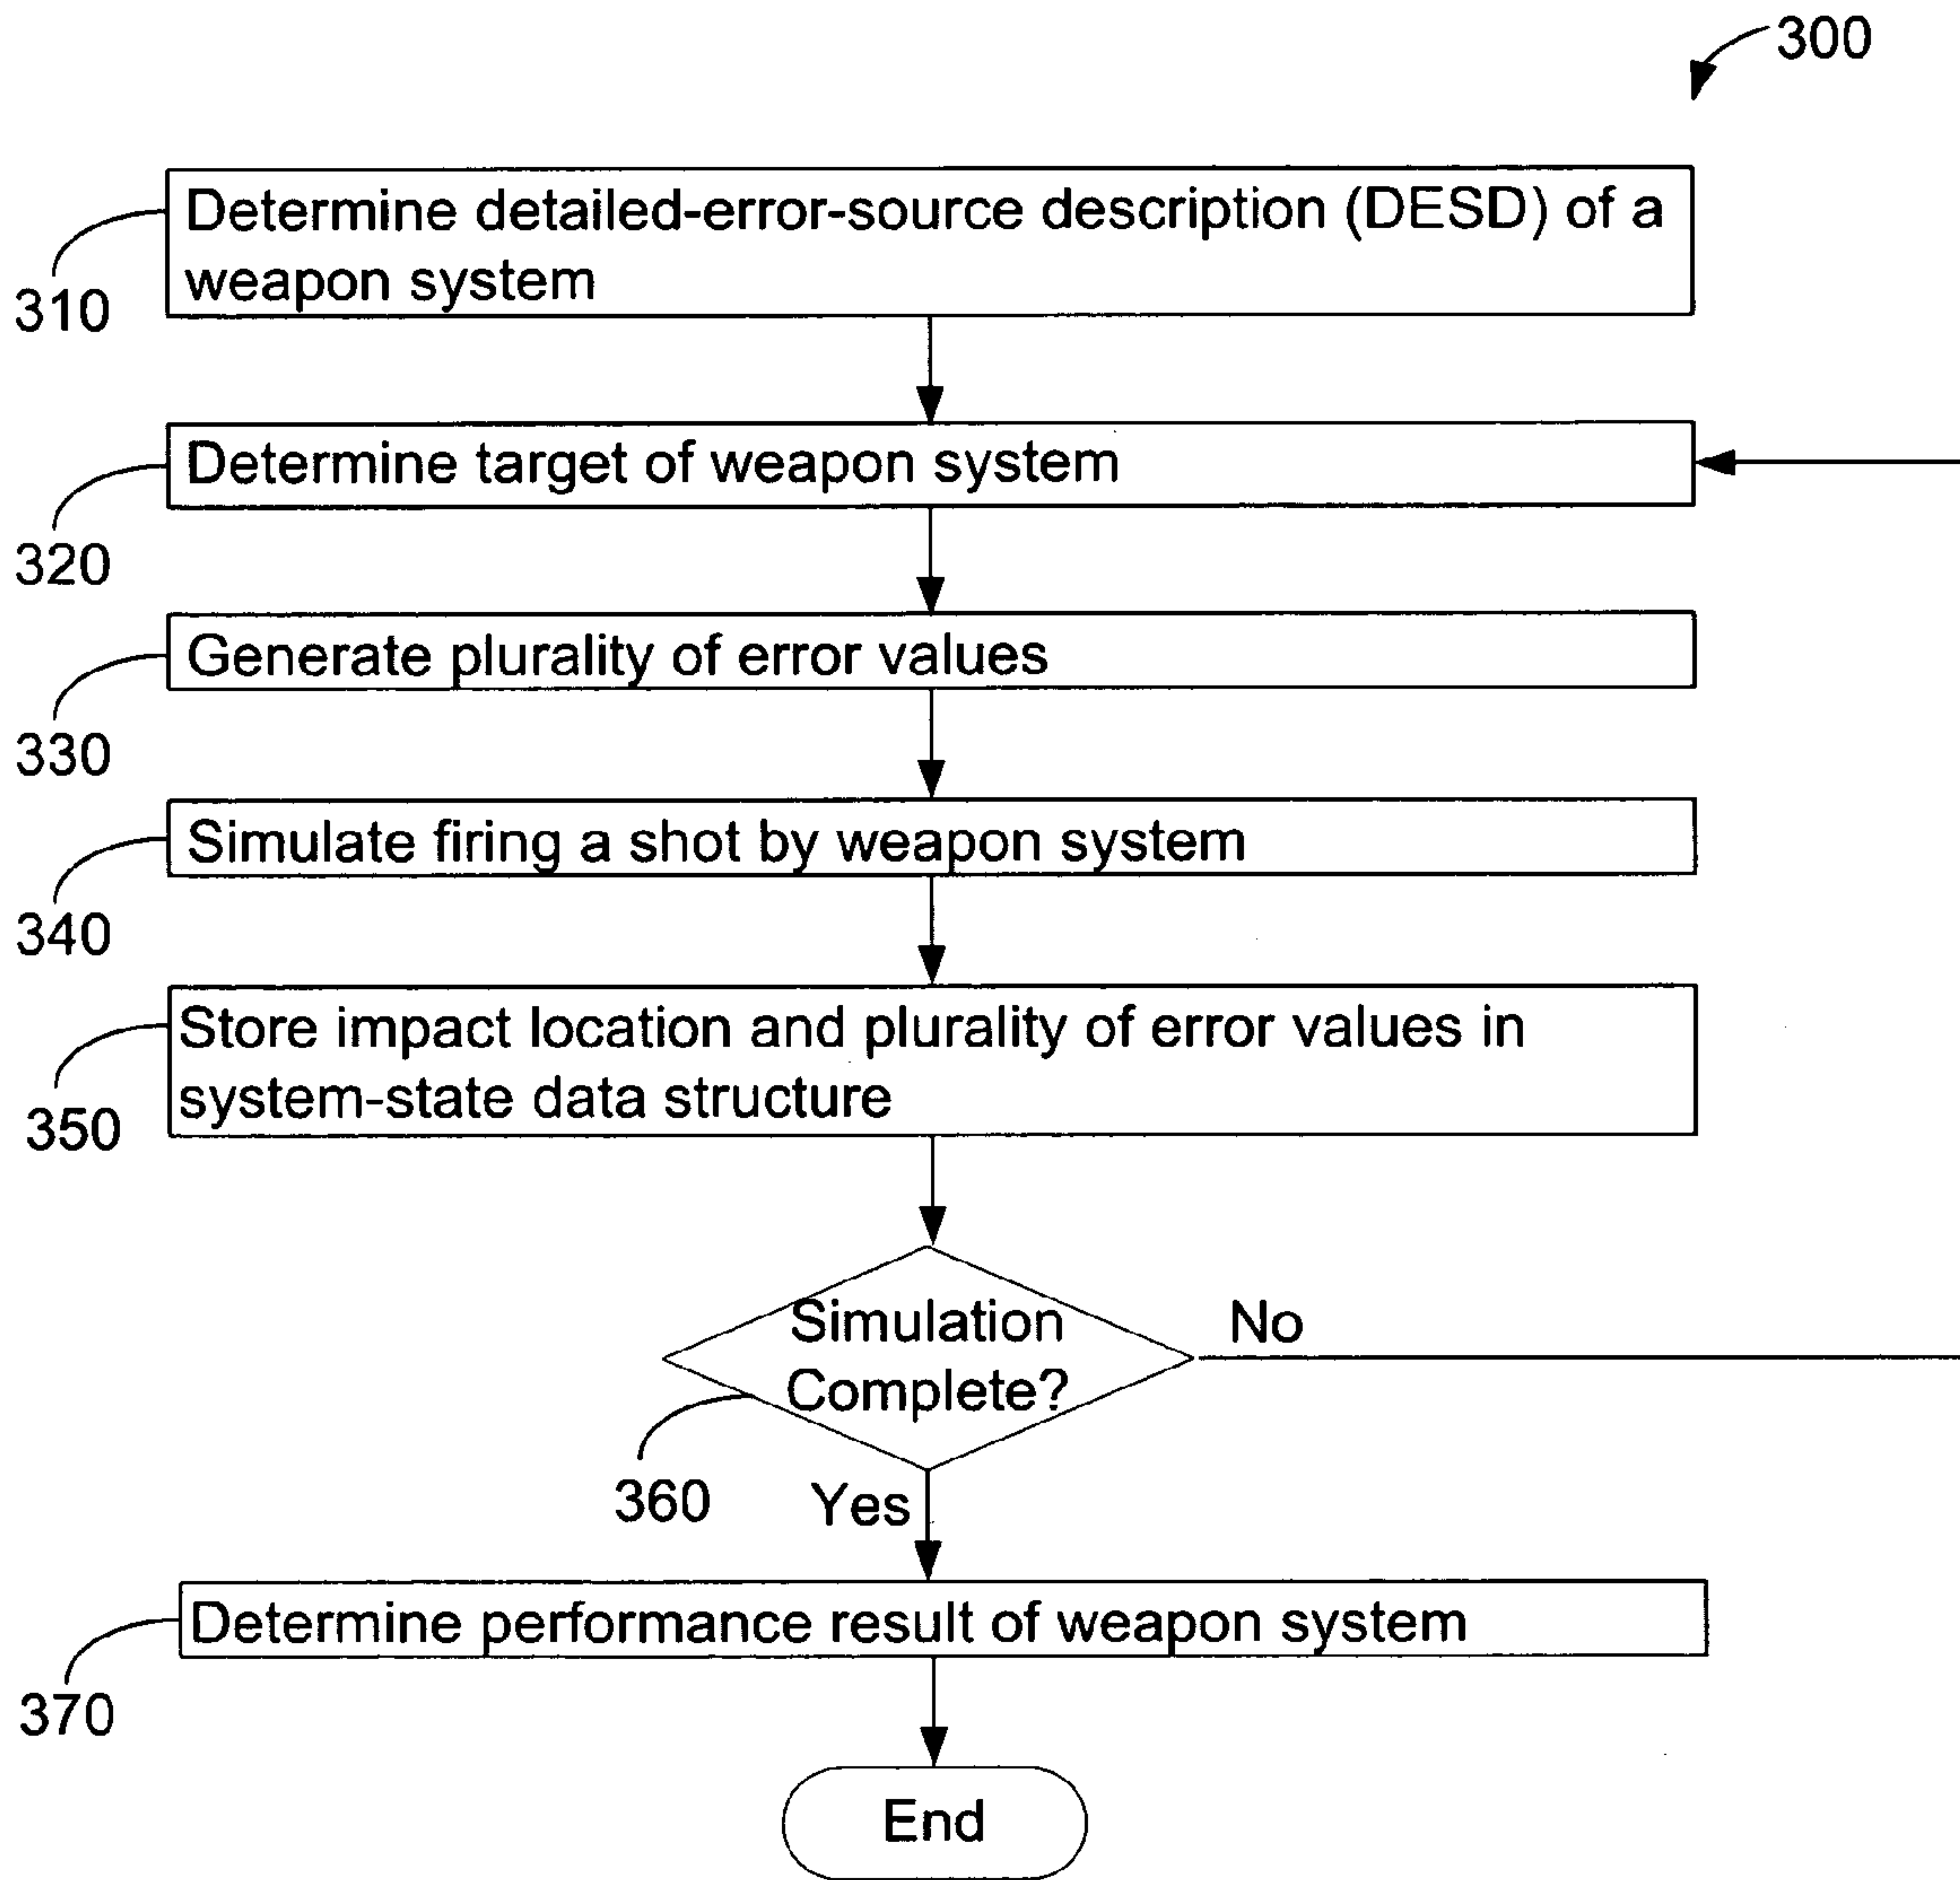 300
Determine detailed-error-source description (DESD) of a
weapon system
310
Determine target of weapon system
320
Generate plurality of error values
330
Simulate firing a shot by weapon system
340
Store impact location and plurality of error values in
system-state data structure
350
Simulation
Complete?
No
360
Yes
Determine performance result of weapon system
370
End